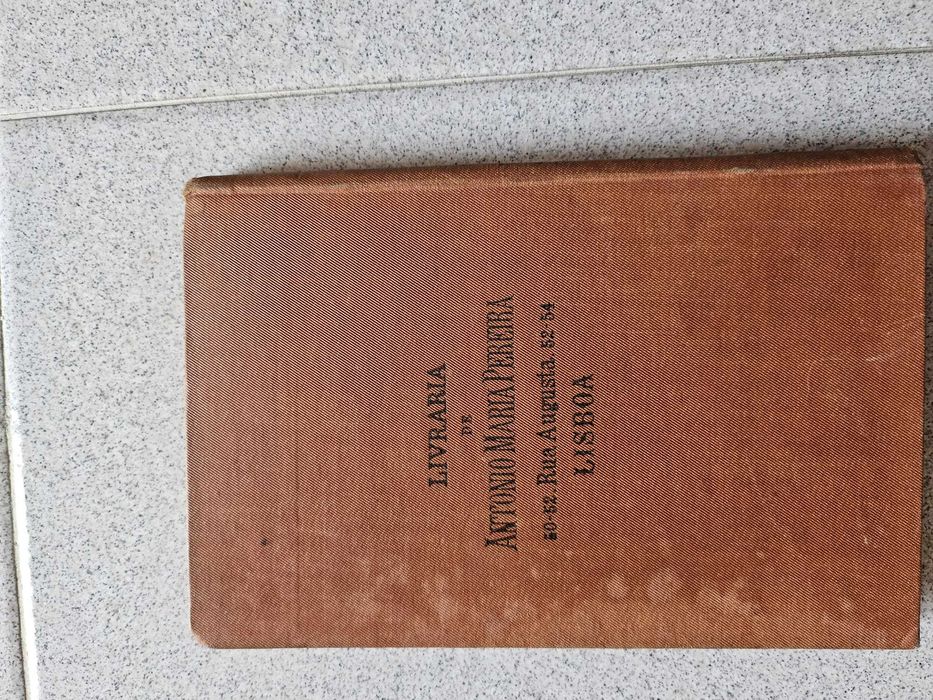 LIVRARIA
DE
ANTONIO MARIA PEREIRA
50-52. Rua Augusta. 52-54
LISBOA